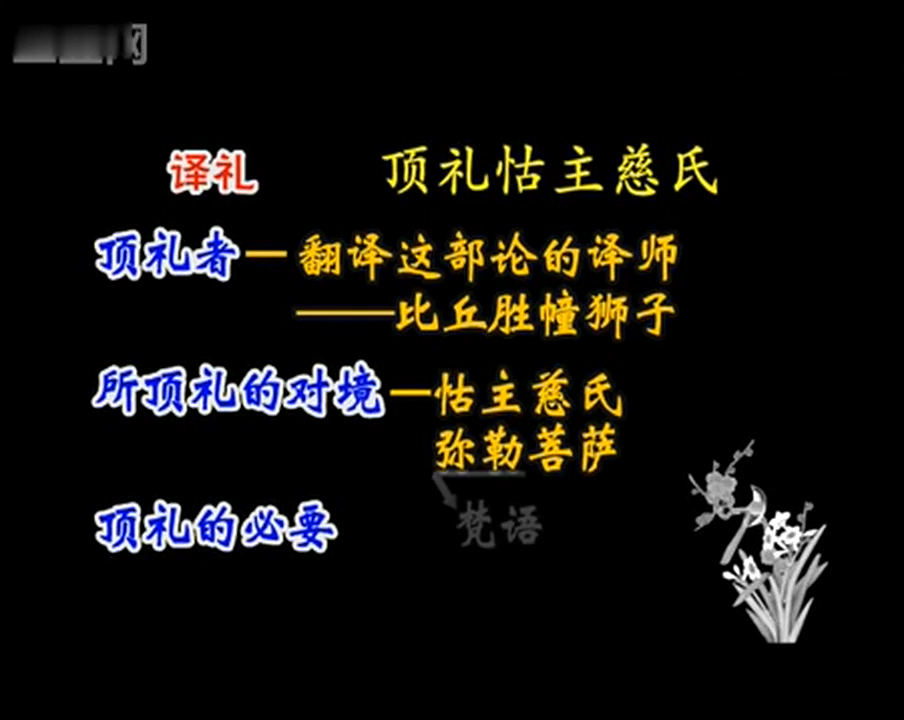 译礼 顶礼怙主慈氏
顶礼者—翻译这部论的译师
——比丘胜幢狮子
所顶礼的对境—怙主慈氏
弥勒菩萨
梵语
顶礼的必要